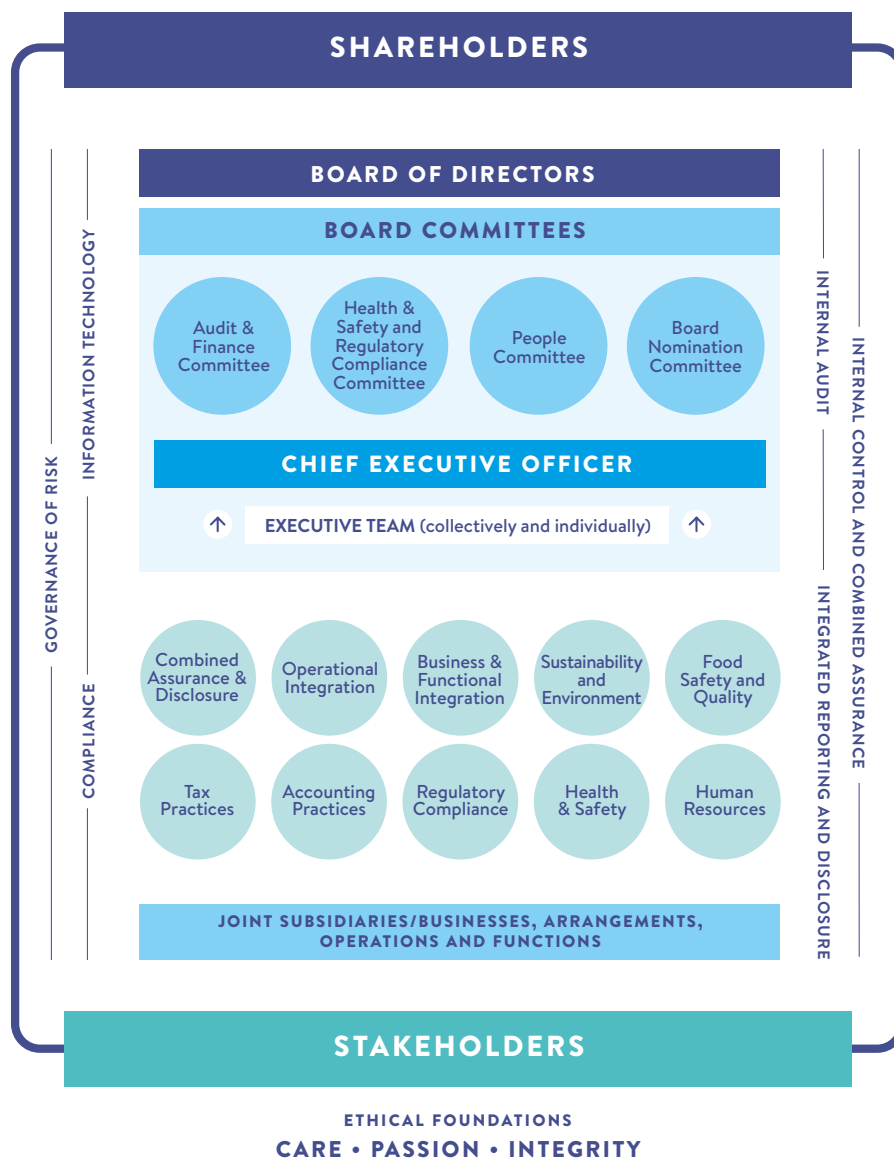 SHAREHOLDERS
BOARD OF DIRECTORS
BOARD COMMITTEES
Audit &
Finance
Committee
Health &
Safety and
Regulatory
Compliance
Committee
People
Committee
Board
Nomination
Committee
CHIEF EXECUTIVE OFFICER
EXECUTIVE TEAM (collectively and individually)
Combined
Assurance &
Disclosure
Operational
Integration
Business &
Functional
Integration
Sustainability
and
Environment
Food
Safety and
Quality
Tax
Practices
Accounting
Practices
Regulatory
Compliance
Health
& Safety
Human
Resources
JOINT SUBSIDIARIES/BUSINESSES, ARRANGEMENTS,
OPERATIONS AND FUNCTIONS
GOVERNANCE OF RISK
INFORMATION TECHNOLOGY
COMPLIANCE
INTERNAL AUDIT
INTEGRATED REPORTING AND DISCLOSURE
INTERNAL CONTROL AND COMBINED ASSURANCE
STAKEHOLDERS
ETHICAL FOUNDATIONS
CARE • PASSION • INTEGRITY